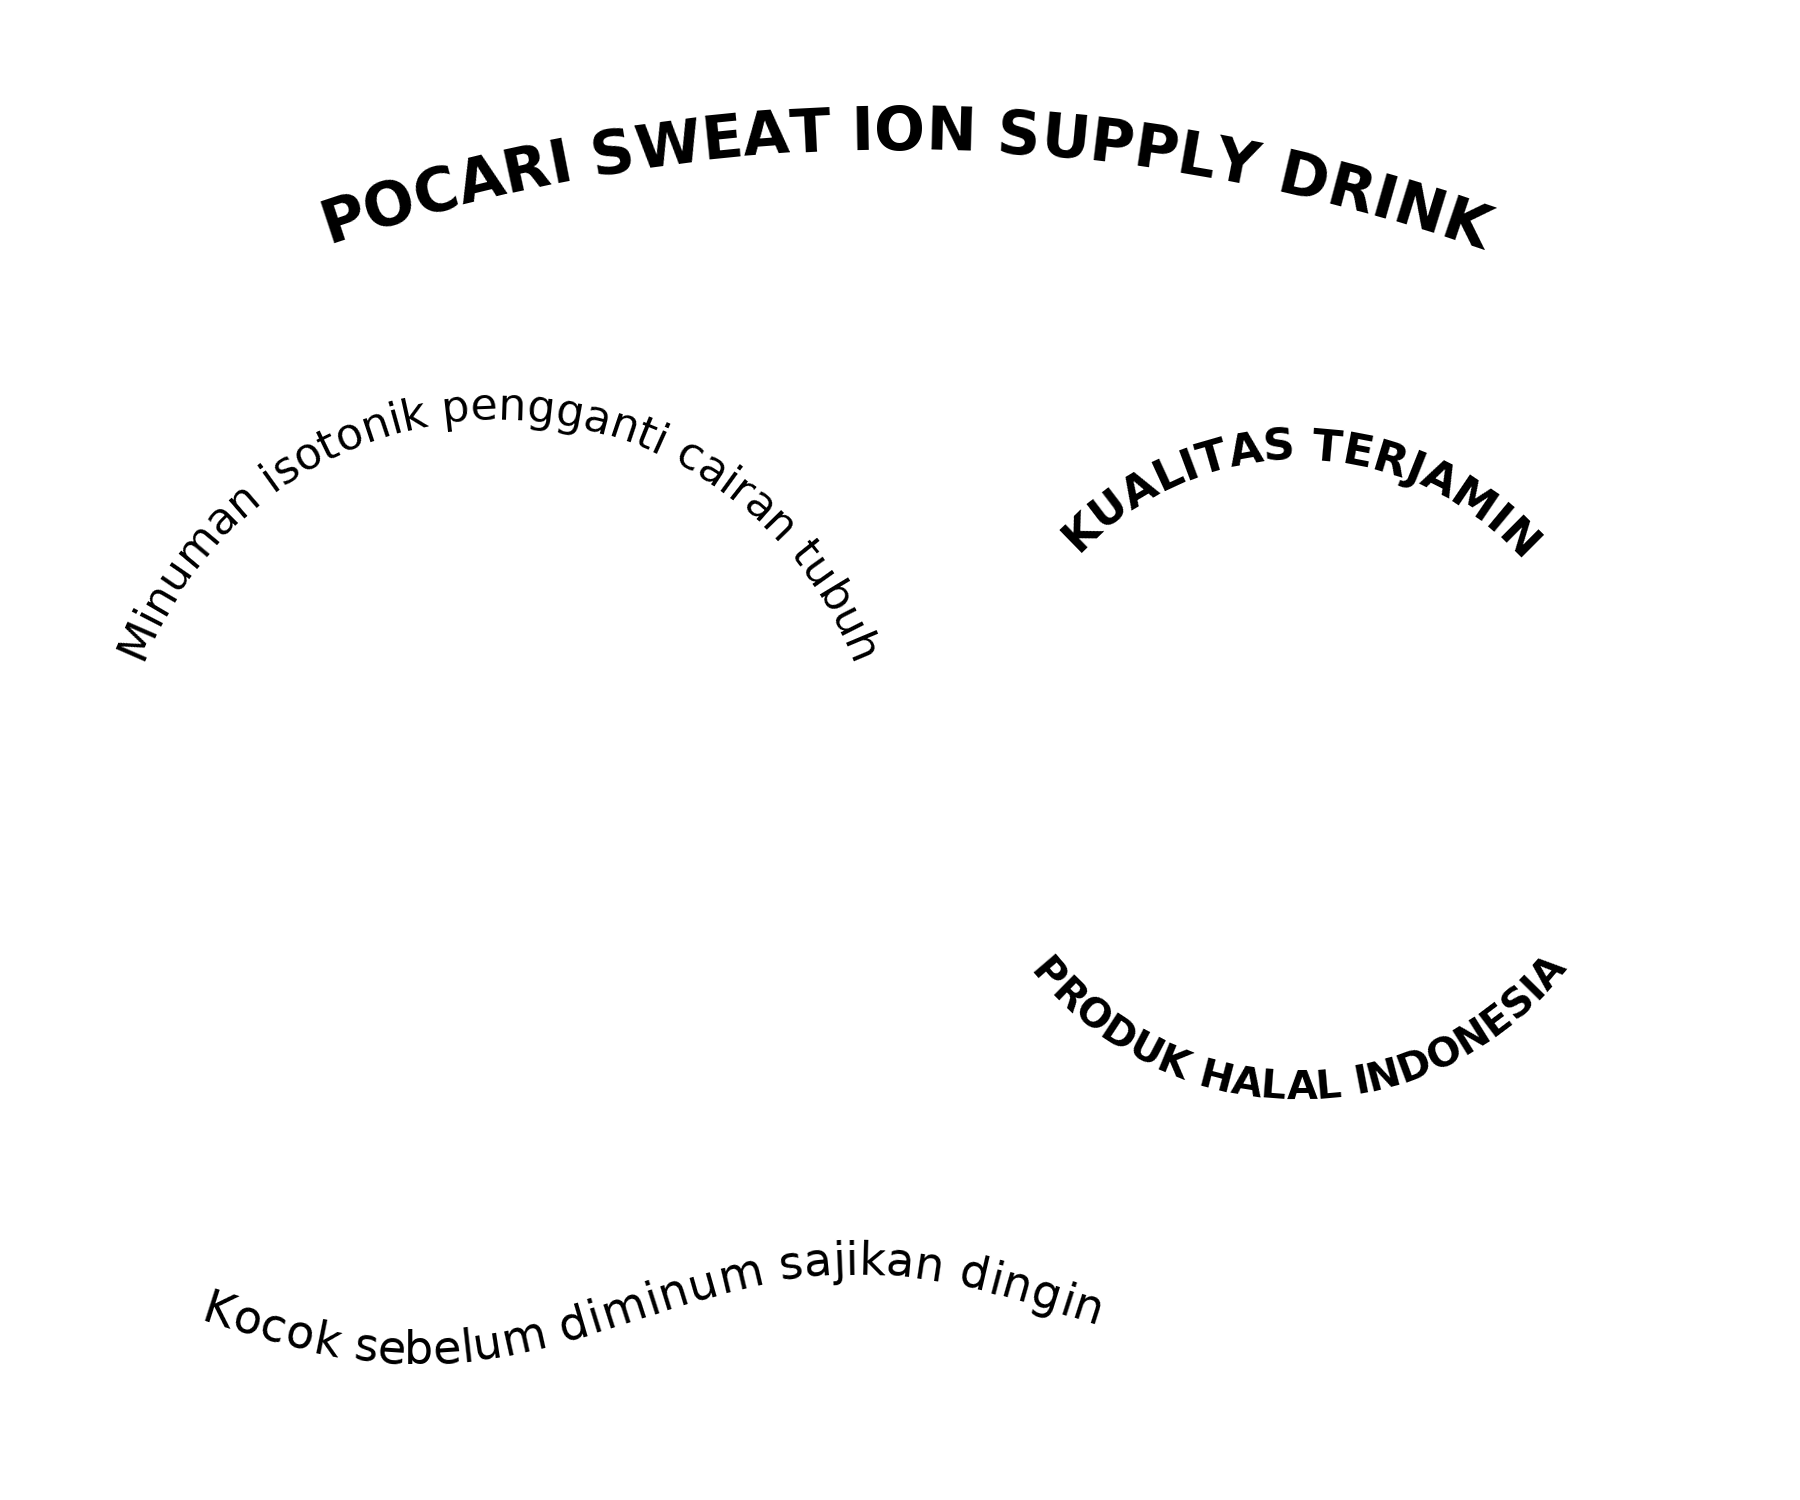 POCARI SWEAT ION SUPPLY DRINK
Minuman isotonik pengganti cairan tubuh
KUALITAS TERJAMIN
PRODUK HALAL INDONESIA
Kocok sebelum diminum sajikan dingin